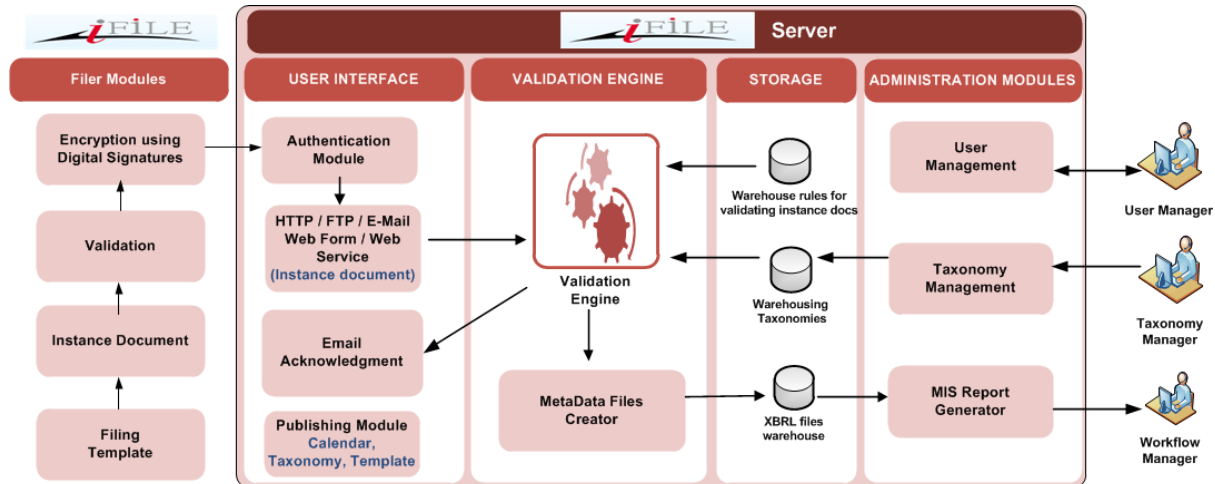 iFiLE
iFiLE Server
Filer Modules
Encryption using
Digital Signatures
Validation
Instance Document
Filing
Template
USER INTERFACE
Authentication
Module
HTTP / FTP / E-Mail
Web Form / Web
Service
(Instance document)
Email
Acknowledgment
Publishing Module
Calendar,
Taxonomy, Template
VALIDATION ENGINE
Validation
Engine
MetaData Files
Creator
STORAGE
Warehouse rules for
validating instance docs
Warehousing
Taxonomies
XBRL files
warehouse
ADMINISTRATION MODULES
User
Management
Taxonomy
Management
MIS Report
Generator
User Manager
Taxonomy
Manager
Workflow
Manager